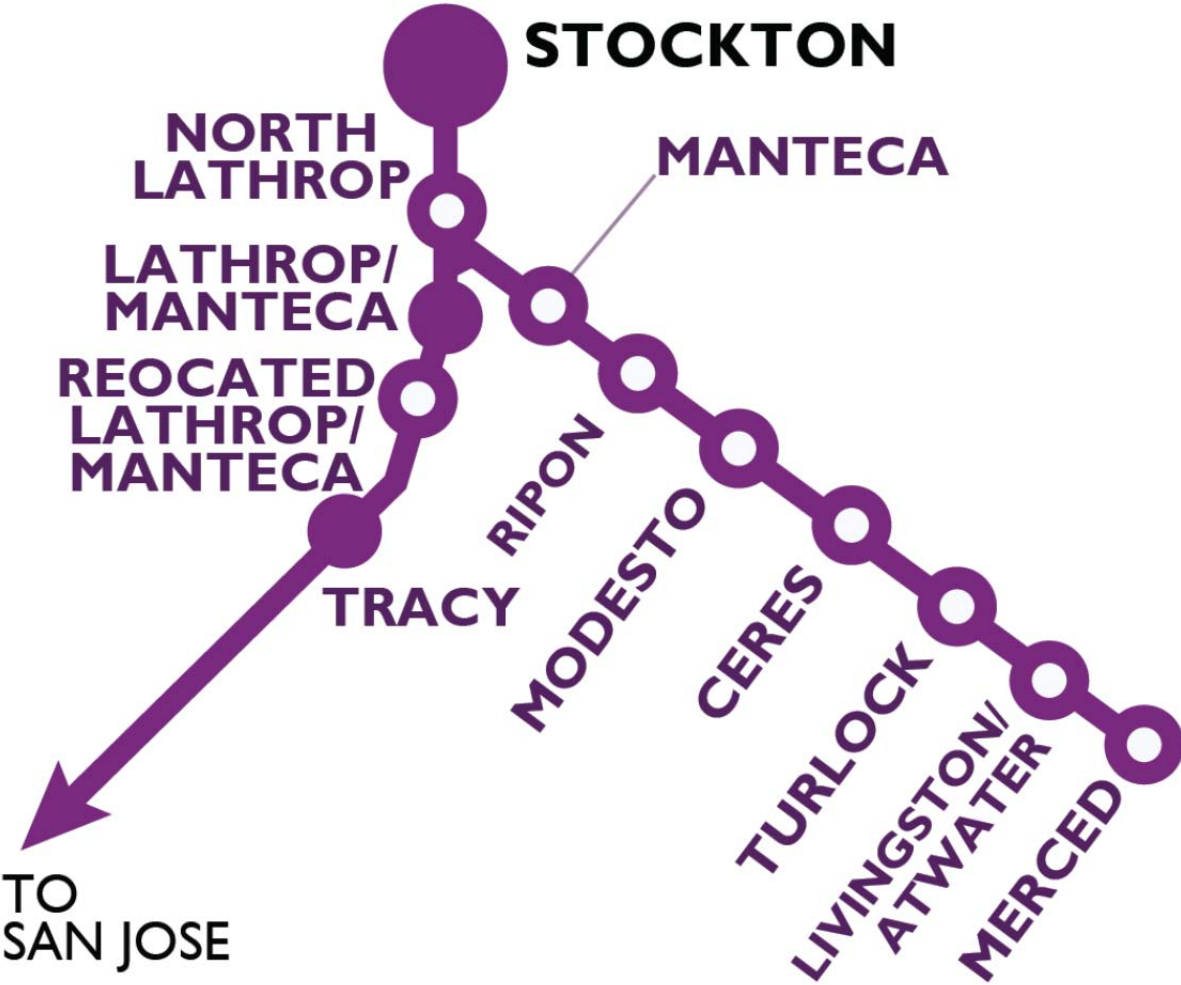 STOCKTON
NORTH
LATHROP
MANTECA
LATHROP/
MANTECA
REOCATED
LATHROP/
MANTECA
TRACY
RIPON
MODESTO
CERES
TURLOCK
LIVINGSTON/
ATWATER
MERCED
TO
SAN JOSE